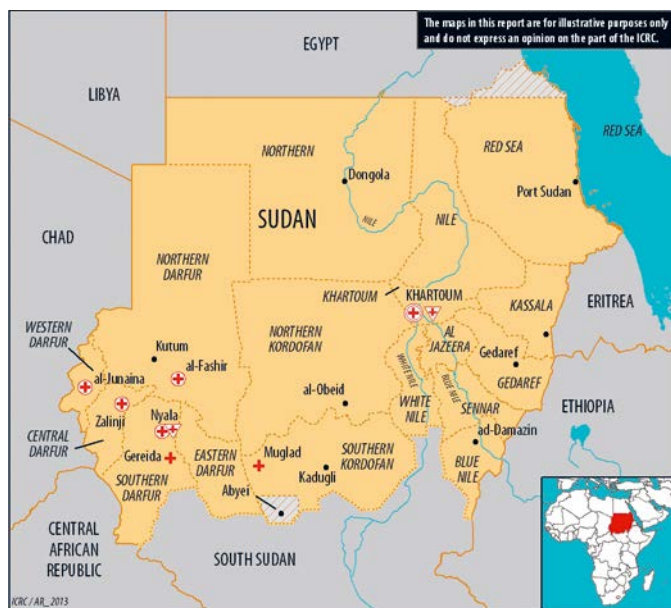 The maps in this report are for illustrative purposes only
and do not express an opinion on the part of the ICRC.
EGYPT
LIBYA
RED SEA
NORTHERN
RED SEA
Dongola
Port Sudan
SUDAN
NILE
NILE
CHAD
NORTHERN
DARFUR
KHARTOUM
KHARTOUM
KASSALA
ERITREA
WESTERN
DARFUR
Kutum
NORTHERN
KORDOFAN
AL
JAZEERA
Gedaref
al-Junaina
al-Fashir
WHITE NILE
BLUE NILE
GEDAREF
Zalinji
Nyala
al-Obeid
WHITE
NILE
SENNAR
ETHIOPIA
CENTRAL
DARFUR
Gereida
EASTERN
DARFUR
Muglad
SOUTHERN
KORDOFAN
ad-Damazin
SOUTHERN
DARFUR
Kadugli
BLUE
NILE
Abyei
CENTRAL
AFRICAN
REPUBLIC
SOUTH SUDAN
ICRC / AR_2013